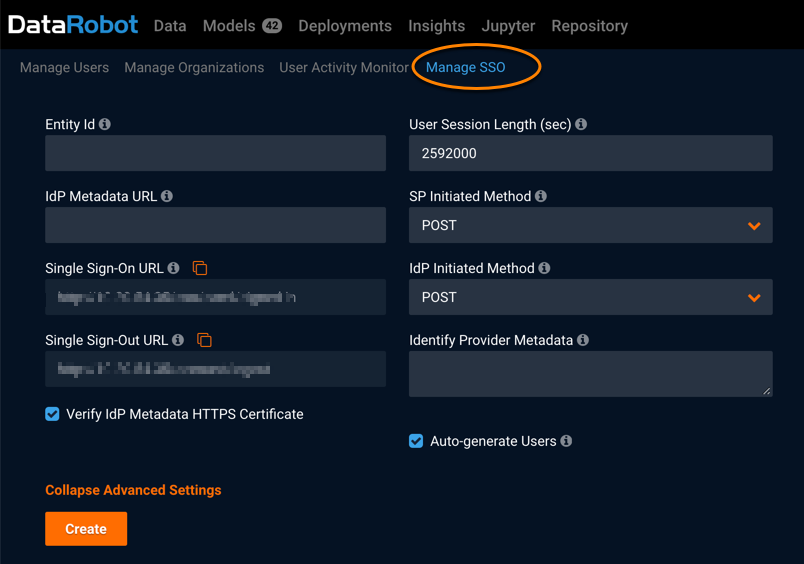 DataRobot Data Models 42 Deployments Insights Jupyter Repository
Manage Users Manage Organizations User Activity Monitor Manage SSO
Entity Id
User Session Length (sec)
2592000
IdP Metadata URL
SP Initiated Method
POST
Single Sign-On URL
IdP Initiated Method
POST
Single Sign-Out URL
Identify Provider Metadata
Verify IdP Metadata HTTPS Certificate
Auto-generate Users
Collapse Advanced Settings
Create